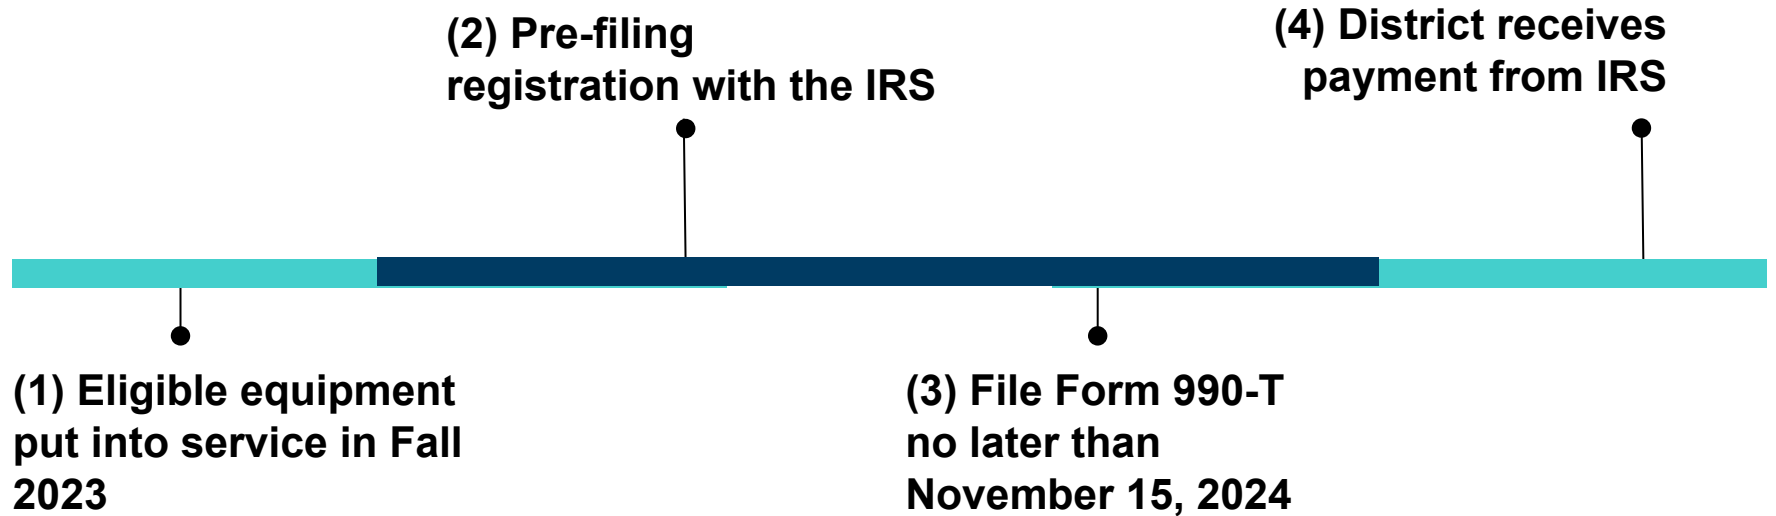 (2) Pre-filing
registration with the IRS
(4) District receives
payment from IRS
(1) Eligible equipment
put into service in Fall
2023
(3) File Form 990-T
no later than
November 15, 2024